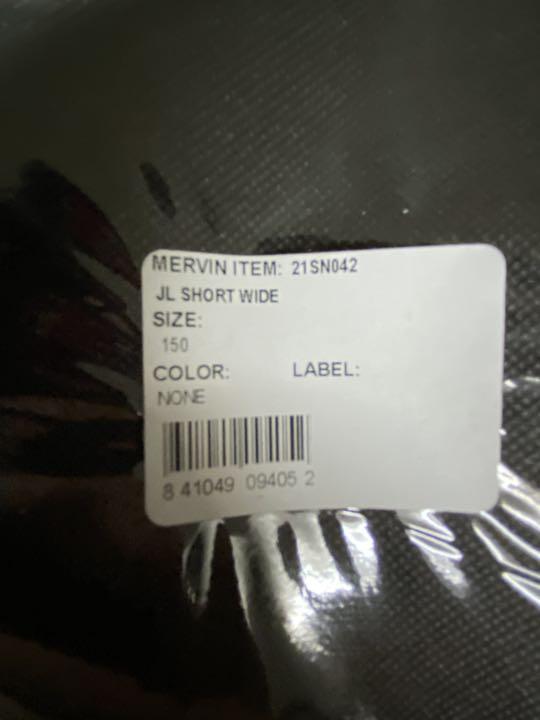 MERVIN ITEM: 21SN042
JL SHORT WIDE
SIZE:
150
COLOR: LABEL:
NONE
8 41049 09405 2